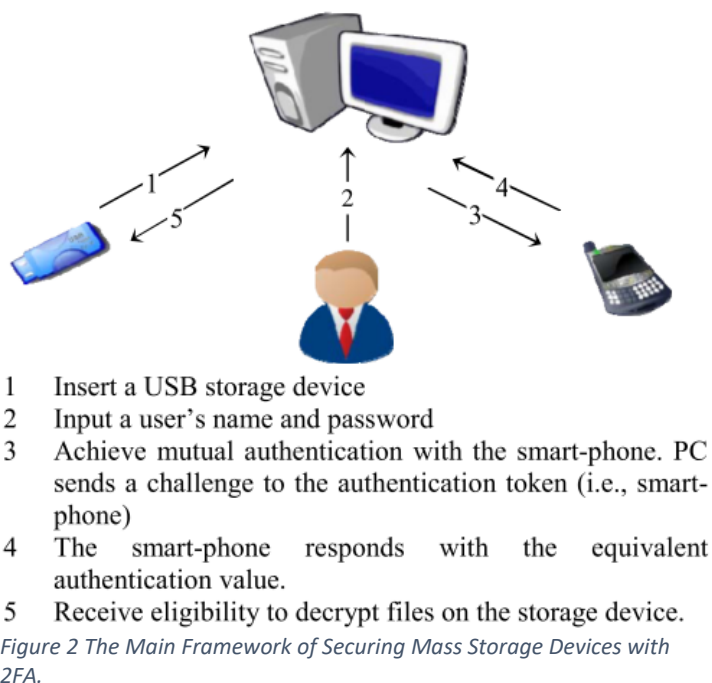 1
5
2
4
3
1 Insert a USB storage device
2 Input a user's name and password
3 Achieve mutual authentication with the smart-phone. PC
sends a challenge to the authentication token (i.e., smart-
phone)
4 The smart-phone responds with the equivalent
authentication value.
5 Receive eligibility to decrypt files on the storage device.
Figure 2 The Main Framework of Securing Mass Storage Devices with
2FA.